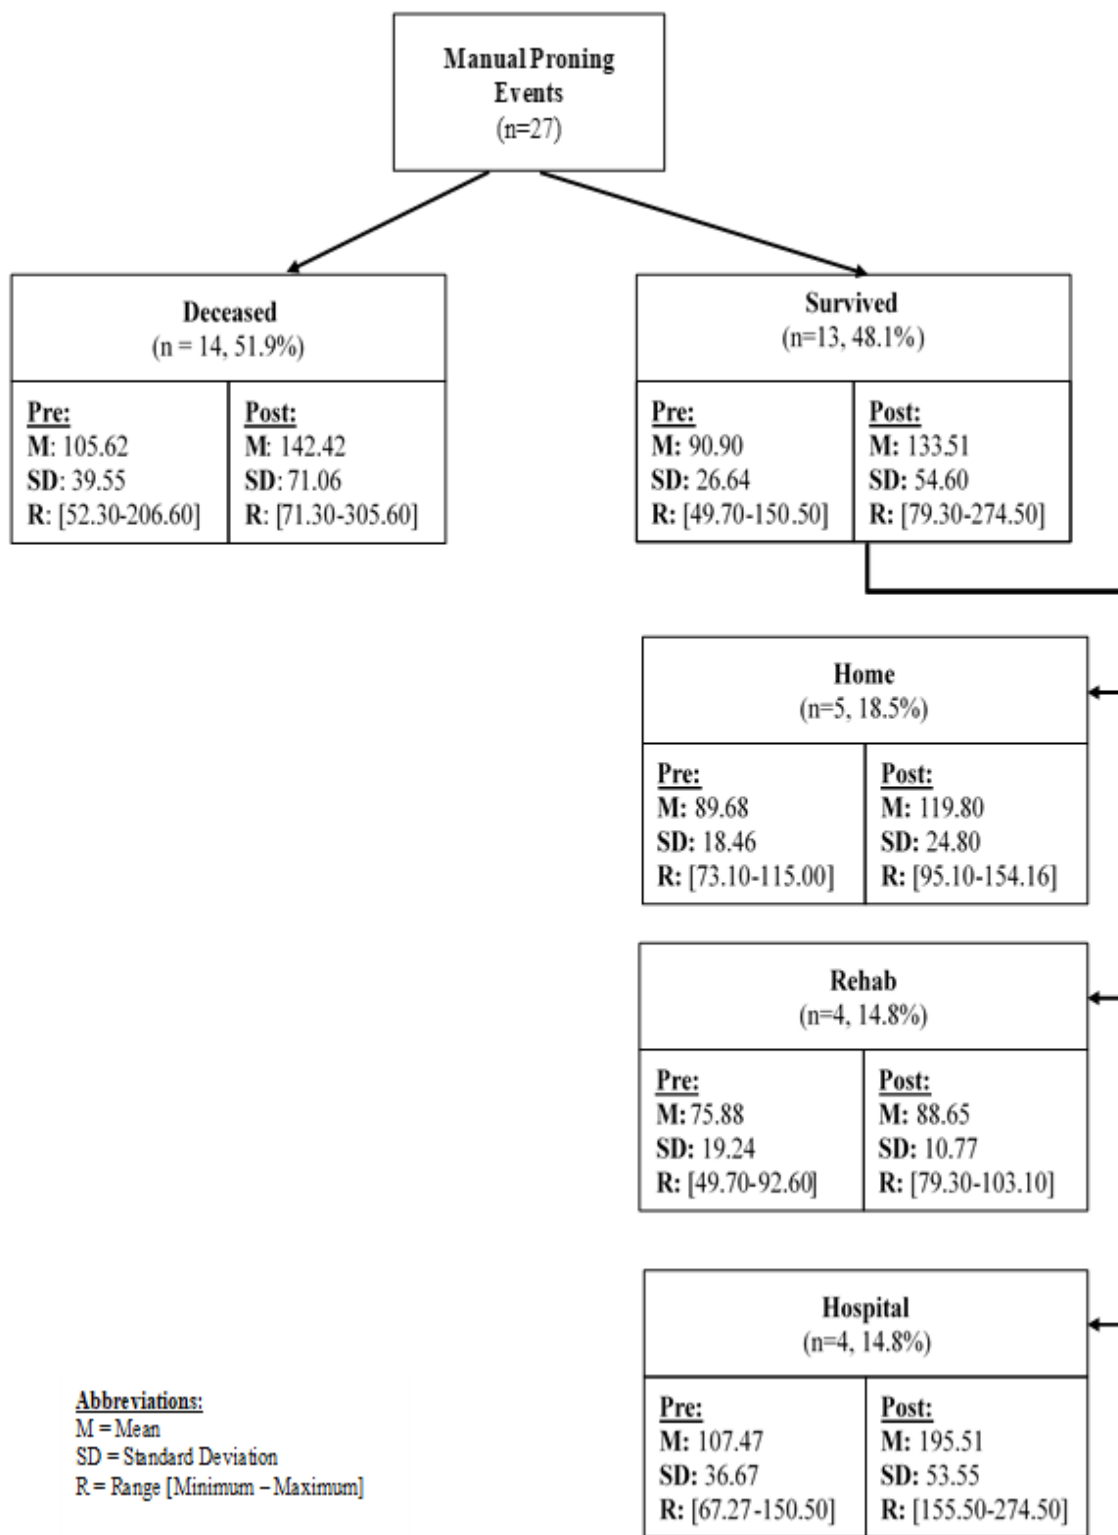 Manual Proning
Events
(n=27)
Deceased
(n = 14, 51.9%)
Pre:
M: 105.62
SD: 39.55
R: [52.30-206.60]
Post:
M: 142.42
SD: 71.06
R: [71.30-305.60]
Survived
(n=13, 48.1%)
Pre:
M: 90.90
SD: 26.64
R: [49.70-150.50]
Post:
M: 133.51
SD: 54.60
R: [79.30-274.50]
Home
(n=5, 18.5%)
Pre:
M: 89.68
SD: 18.46
R: [73.10-115.00]
Post:
M: 119.80
SD: 24.80
R: [95.10-154.16]
Rehab
(n=4, 14.8%)
Pre:
M: 75.88
SD: 19.24
R: [49.70-92.60]
Post:
M: 88.65
SD: 10.77
R: [79.30-103.10]
Hospital
(n=4, 14.8%)
Pre:
M: 107.47
SD: 36.67
R: [67.27-150.50]
Post:
M: 195.51
SD: 53.55
R: [155.50-274.50]
Abbreviations:
M = Mean
SD = Standard Deviation
R = Range [Minimum – Maximum]